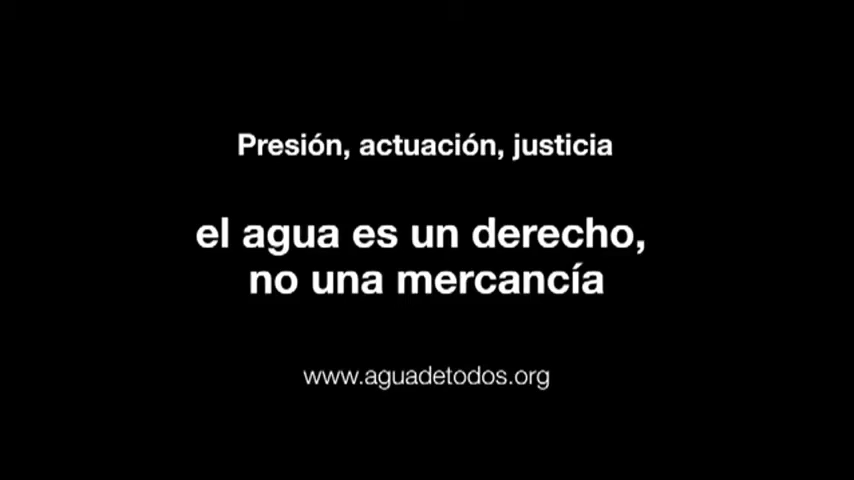 Presión, actuación, justicia
el agua es un derecho,
no una mercancía
www.aguadetodos.org